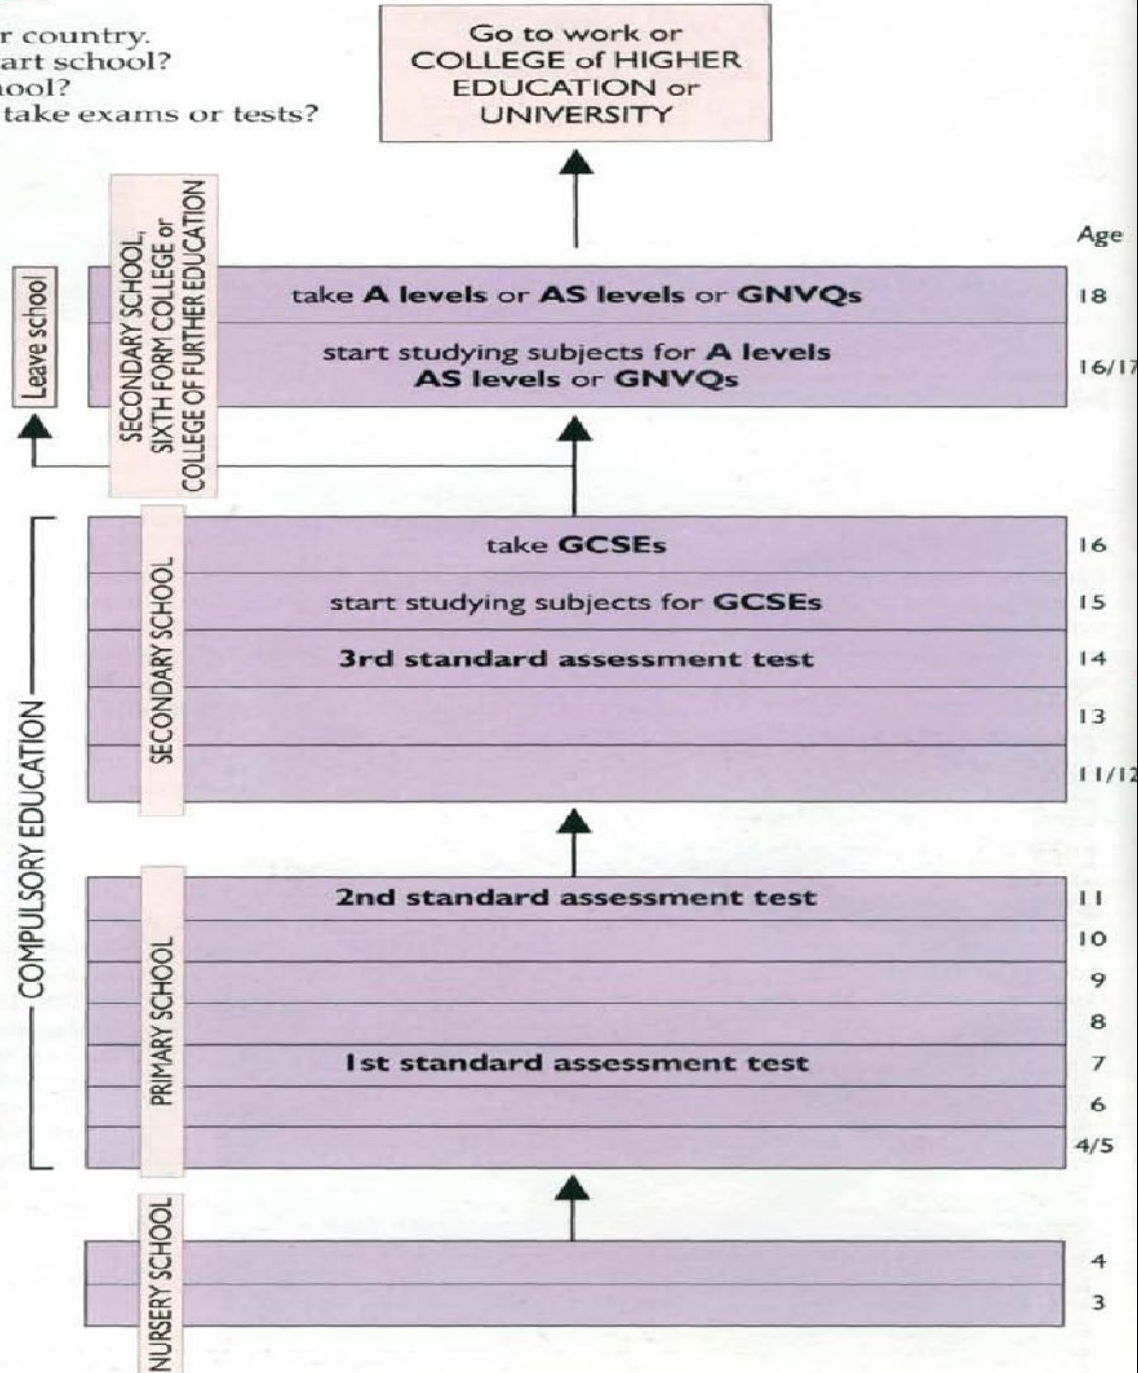 r country.
art school?
ool?
take exams or tests?
Go to work or
COLLEGE of HIGHER
EDUCATION or
UNIVERSITY
Age
Leave school
SECONDARY SCHOOL,
SIXTH FORM COLLEGE or
COLLEGE OF FURTHER EDUCATION
take A levels or AS levels or GNVQs
18
start studying subjects for A levels
AS levels or GNVQs
16/17
COMPULSORY EDUCATION
SECONDARY SCHOOL
take GCSEs
16
start studying subjects for GCSEs
15
3rd standard assessment test
14
13
11/12
PRIMARY SCHOOL
2nd standard assessment test
11
10
9
8
1st standard assessment test
7
6
4/5
NURSERY SCHOOL
4
3